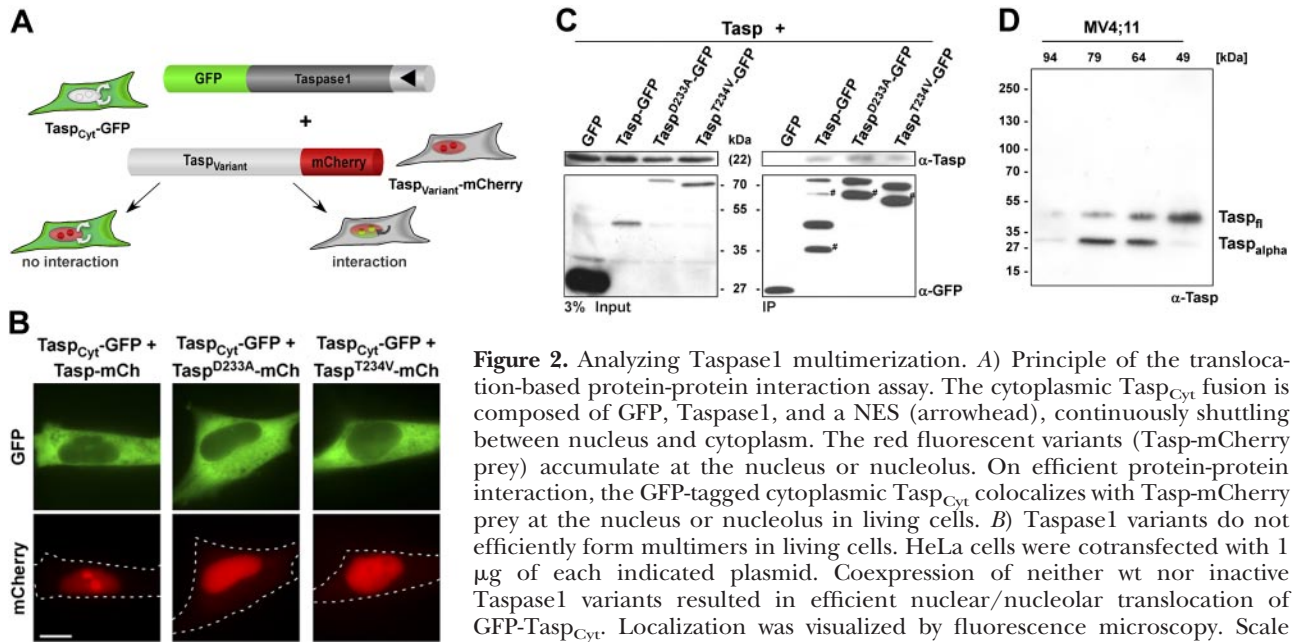 A
GFP
Taspase1
Tasp_Cyt-GFP
+
Tasp_Variant
mCherry
Tasp_Variant-mCherry
no interaction
interaction
B
Tasp_Cyt-GFP + Tasp_Cyt-GFP + Tasp_Cyt-GFP +
Tasp-mCh Tasp^D233A-mCh Tasp^T234V-mCh
GFP
mCherry
C
Tasp +
GFP
Tasp-GFP
Tasp^D233A-GFP
Tasp^T234V-GFP
GFP
Tasp-GFP
Tasp^D233A-GFP
Tasp^T234V-GFP
kDa
(22)
α-Tasp
- 70 -
- 55 -
- 35 -
- 27 -
#
#
#
#
α-GFP
3% Input
IP
D
MV4;11
94 79 64 49 [kDa]
250 -
130 -
100 -
70 -
55 -
35 -
27 -
15 -
Tasp_fl
Tasp_alpha
α-Tasp
Figure 2. Analyzing Taspase1 multimerization. A) Principle of the transloca-
tion-based protein-protein interaction assay. The cytoplasmic Tasp_Cyt fusion is
composed of GFP, Taspase1, and a NES (arrowhead), continuously shuttling
between nucleus and cytoplasm. The red fluorescent variants (Tasp-mCherry
prey) accumulate at the nucleus or nucleolus. On efficient protein-protein
interaction, the GFP-tagged cytoplasmic Tasp_Cyt colocalizes with Tasp-mCherry
prey at the nucleus or nucleolus in living cells. B) Taspase1 variants do not
efficiently form multimers in living cells. HeLa cells were cotransfected with 1
μg of each indicated plasmid. Coexpression of neither wt nor inactive
Taspase1 variants resulted in efficient nuclear/nucleolar translocation of
GFP-Tasp_Cyt. Localization was visualized by fluorescence microscopy. Scale